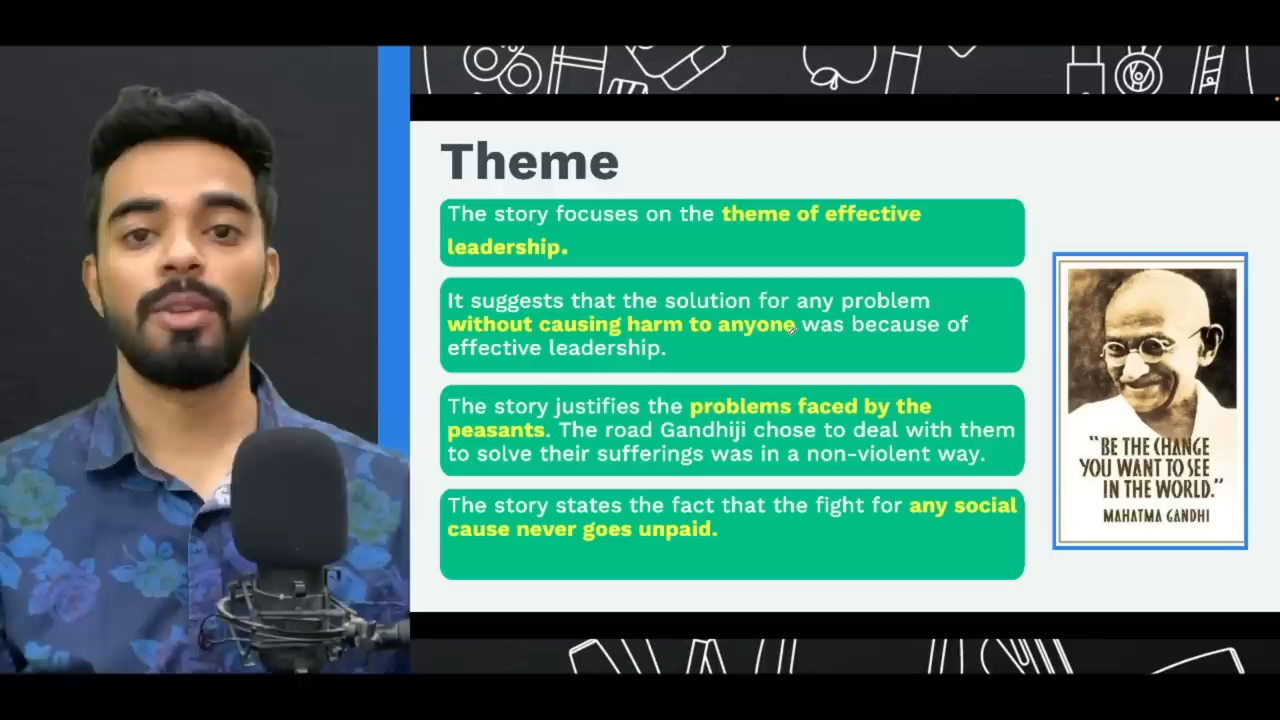 Theme
The story focuses on the theme of effective
leadership.
It suggests that the solution for any problem
without causing harm to anyone was because of
effective leadership.
The story justifies the problems faced by the
peasants. The road Gandhiji chose to deal with them
to solve their sufferings was in a non-violent way.
The story states the fact that the fight for any social
cause never goes unpaid.
"BE THE CHANGE
YOU WANT TO SEE
IN THE WORLD."
MAHATMA GANDHI